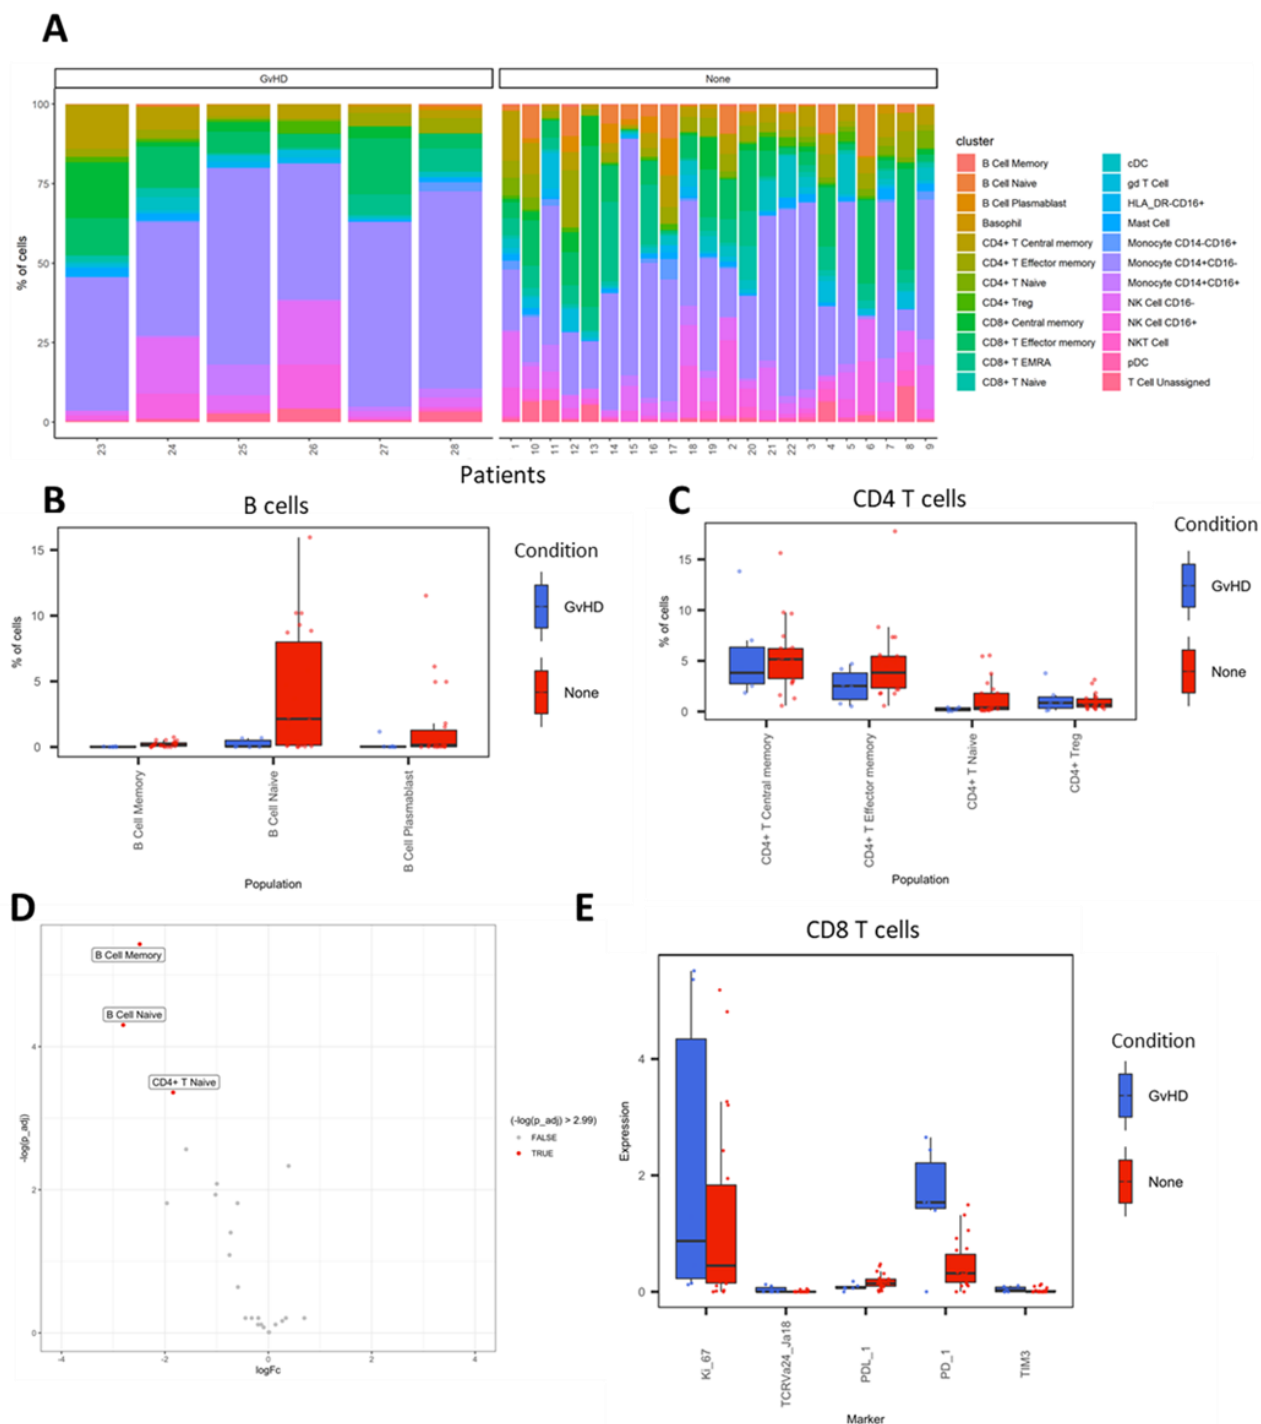 A
GvHD
None
100
75
50
25
0
% of cells
23
24
25
26
27
28
1
10
11
12
13
14
15
16
17
18
19
2
20
21
22
3
4
5
6
7
8
9
Patients
cluster
B Cell Memory
B Cell Naive
B Cell Plasmablast
Basophil
CD4+ T Central memory
CD4+ T Effector memory
CD4+ T Naive
CD4+ Treg
CD8+ Central memory
CD8+ T Effector memory
CD8+ T EMRA
CD8+ T Naive
cDC
gd T Cell
HLA_DR-CD16+
Mast Cell
Monocyte CD14-CD16+
Monocyte CD14+CD16-
Monocyte CD14+CD16+
NK Cell CD16-
NK Cell CD16+
NKT Cell
pDC
T Cell Unassigned
B
B cells
15
10
5
0
% of cells
B Cell Memory
B Cell Naive
B Cell Plasmablast
Population
Condition
GvHD
None
C
CD4 T cells
15
10
5
0
% of cells
CD4+ T Central memory
CD4+ T Effector memory
CD4+ T Naive
CD4+ Treg
Population
Condition
GvHD
None
D
B Cell Memory
B Cell Naive
CD4+ T Naive
4
2
0
-log(p_adj)
-4
-2
0
2
4
logFc
(-log(p_adj) > 2.99)
FALSE
TRUE
E
CD8 T cells
4
2
0
Expression
Ki_67
TCRVa24_Ja18
PDL_1
PD_1
TIM3
Marker
Condition
GvHD
None